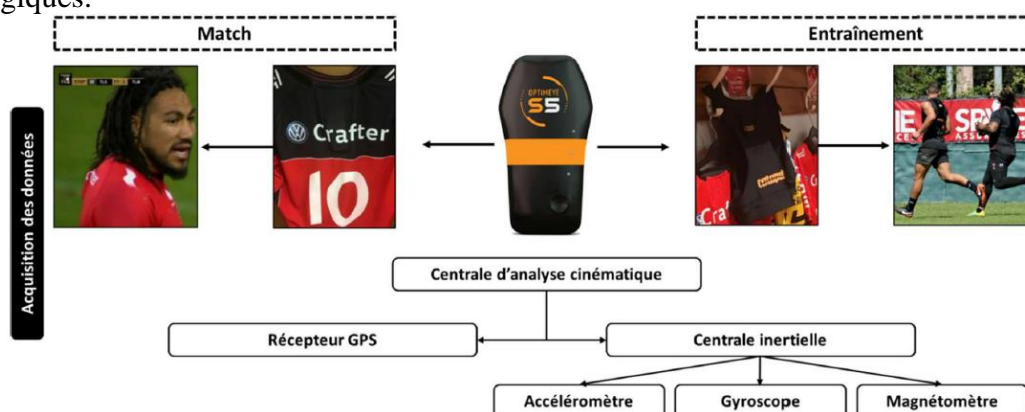 giques.
Match
Entraînement
Acquisition des données
Crafter
10
OPTIMEYE
S5
Centrale d'analyse cinématique
Récepteur GPS
Centrale inertielle
Accéléromètre
Gyroscope
Magnétomètre